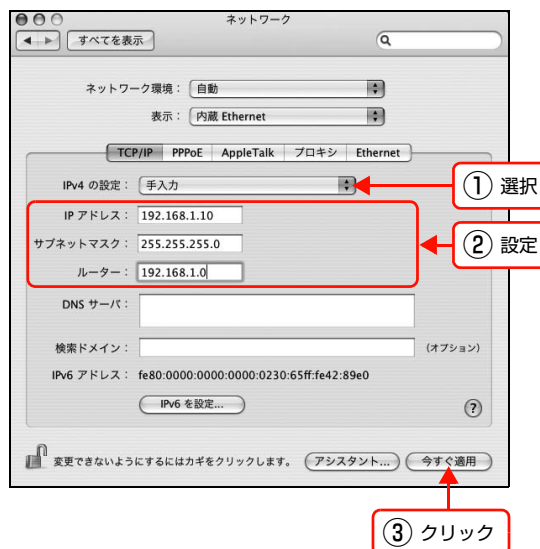 ネットワーク
すべてを表示
ネットワーク環境： 自動
表示： 内蔵 Ethernet
TCP/IP PPPoE AppleTalk プロキシ Ethernet
IPv4 の設定： 手入力
① 選択
IP アドレス： 192.168.1.10
サブネットマスク： 255.255.255.0
② 設定
ルーター： 192.168.1.0
DNS サーバ：
検索ドメイン： (オプション)
IPv6 アドレス： fe80:0000:0000:0000:0230:65ff:fe42:89e0
IPv6 を設定... ?
変更できないようにするにはカギをクリックします。 アシスタント... 今すぐ適用
③ クリック